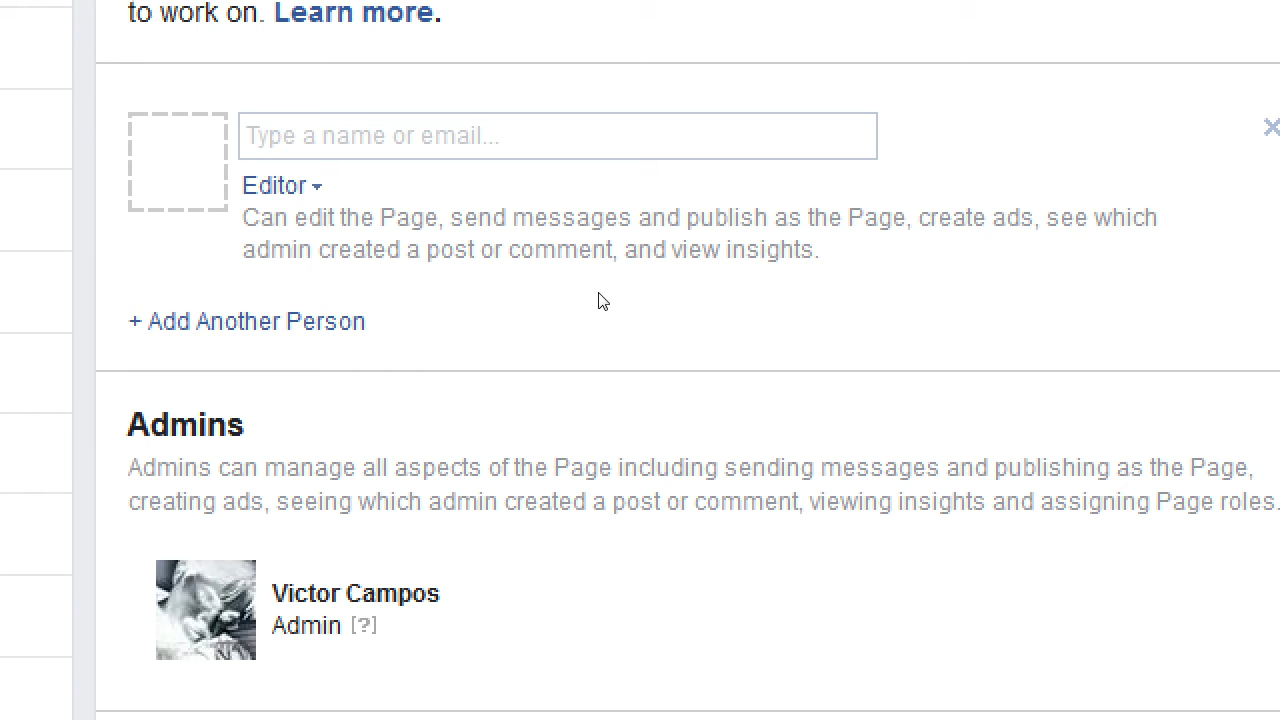 to work on. Learn more.
Type a name or email...
Editor
Can edit the Page, send messages and publish as the Page, create ads, see which
admin created a post or comment, and view insights.
+ Add Another Person
Admins
Admins can manage all aspects of the Page including sending messages and publishing as the Page,
creating ads, seeing which admin created a post or comment, viewing insights and assigning Page roles.
Victor Campos
Admin [?]